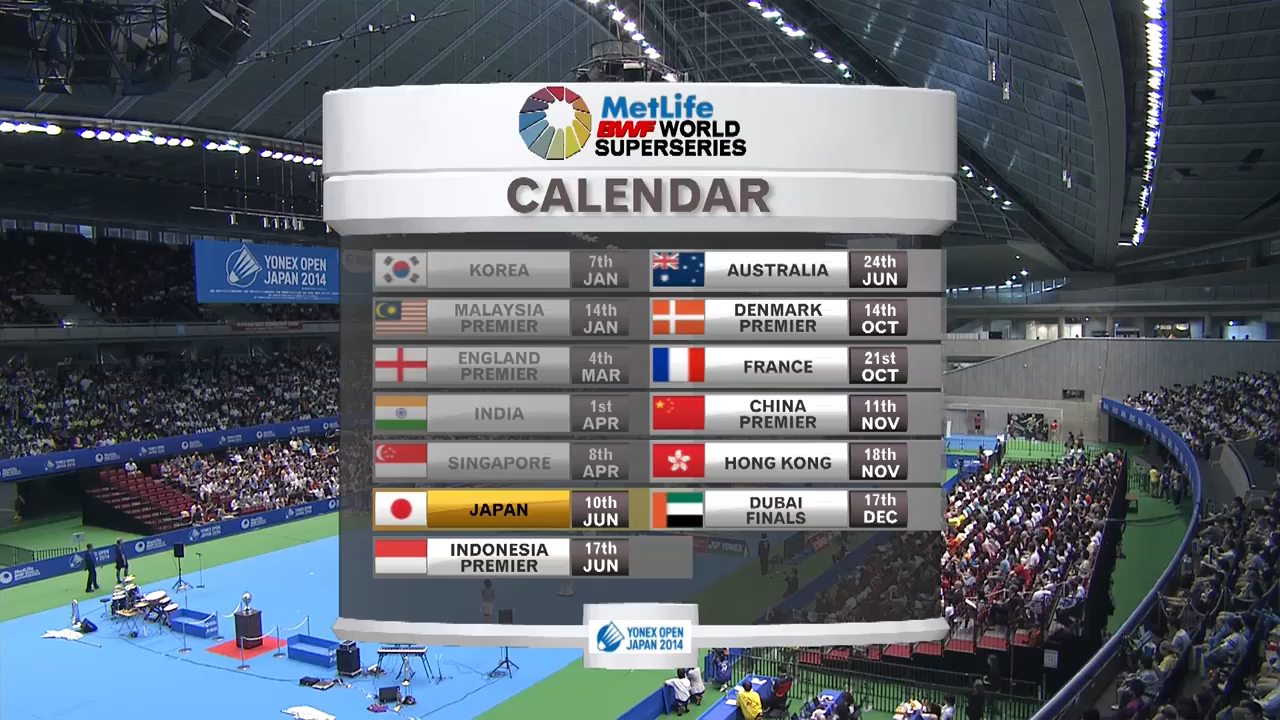 MetLife
BWF WORLD
SUPERSERIES
CALENDAR
KOREA 7th JAN
MALAYSIA PREMIER 14th JAN
ENGLAND PREMIER 4th MAR
INDIA 1st APR
SINGAPORE 8th APR
JAPAN 10th JUN
INDONESIA PREMIER 17th JUN
AUSTRALIA 24th JUN
DENMARK PREMIER 14th OCT
FRANCE 21st OCT
CHINA PREMIER 11th NOV
HONG KONG 18th NOV
DUBAI FINALS 17th DEC
YONEX OPEN
JAPAN 2014
YONEX OPEN
JAPAN 2014